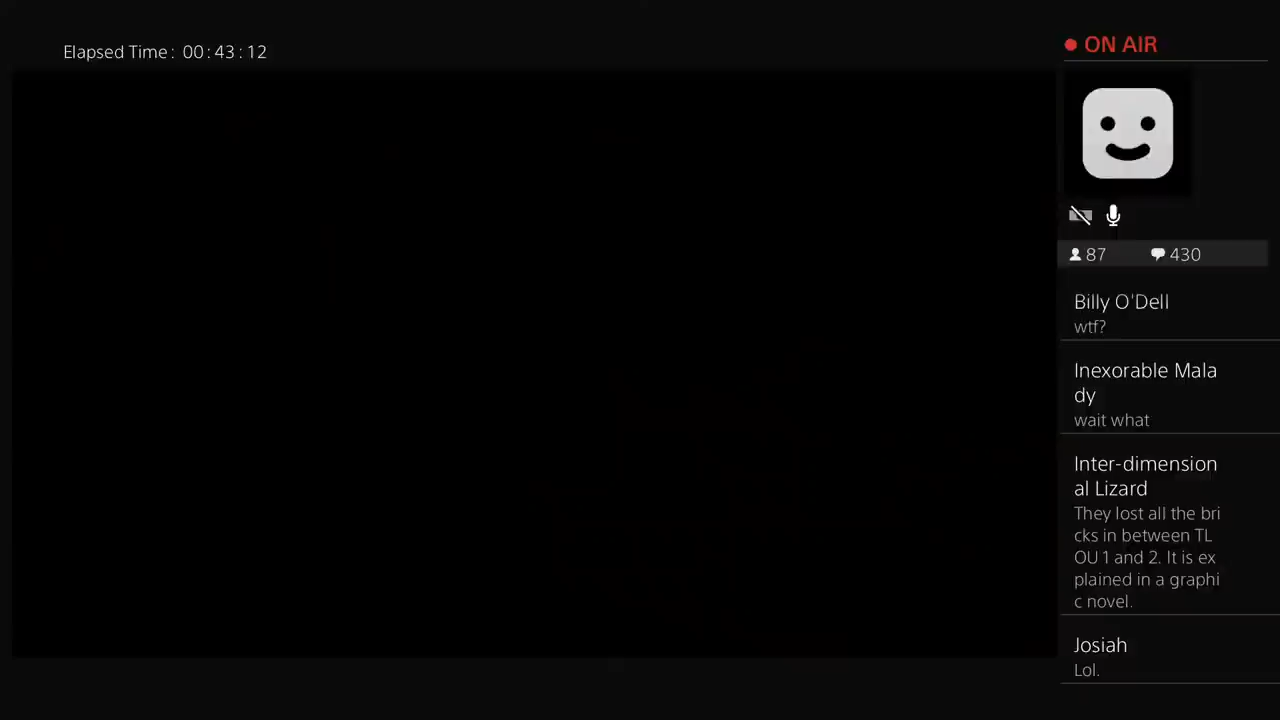 Elapsed Time: 00:43:12
ON AIR
87 430
Billy O'Dell
wtf?
Inexorable Mala
dy
wait what
Inter-dimension
al Lizard
They lost all the bri
cks in between TL
OU 1 and 2. It is ex
plained in a graphi
c novel.
Josiah
Lol.